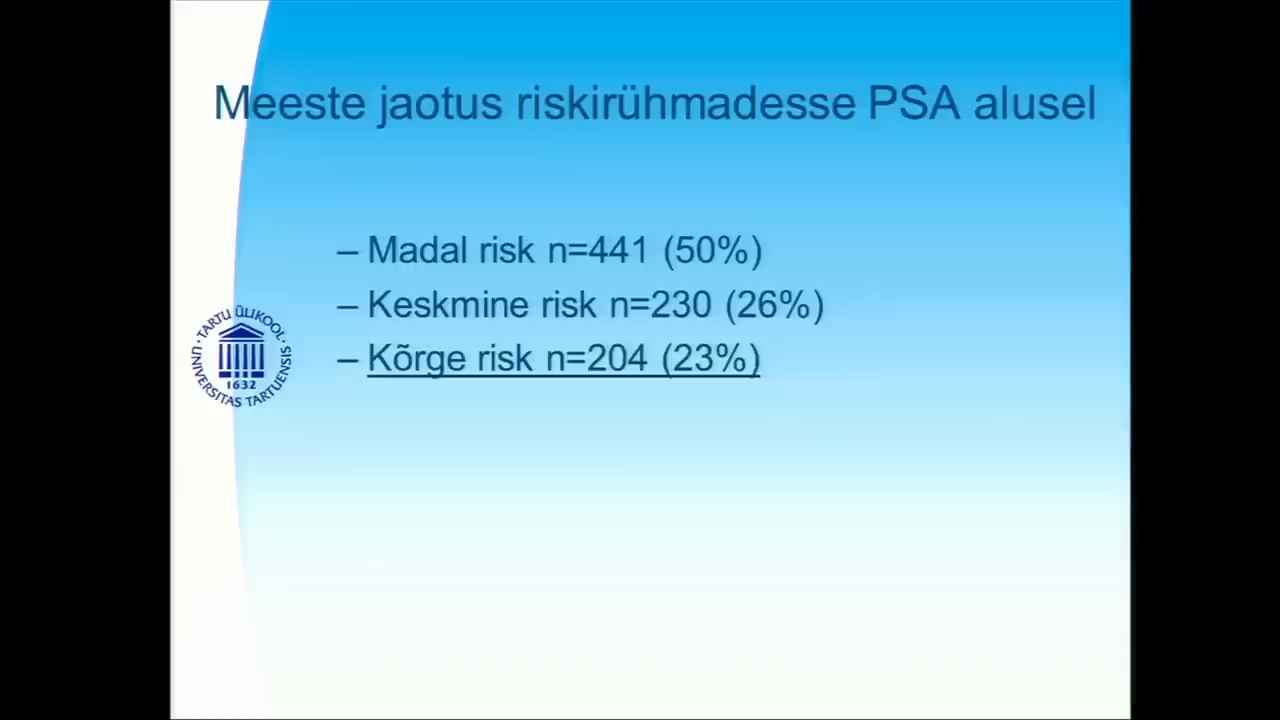 Meeste jaotus riskirühmadesse PSA alusel
– Madal risk n=441 (50%)
– Keskmine risk n=230 (26%)
– Kõrge risk n=204 (23%)
· TARTU ÜLIKOOL ·
1632
UNIVERSITAS TARTUENSIS